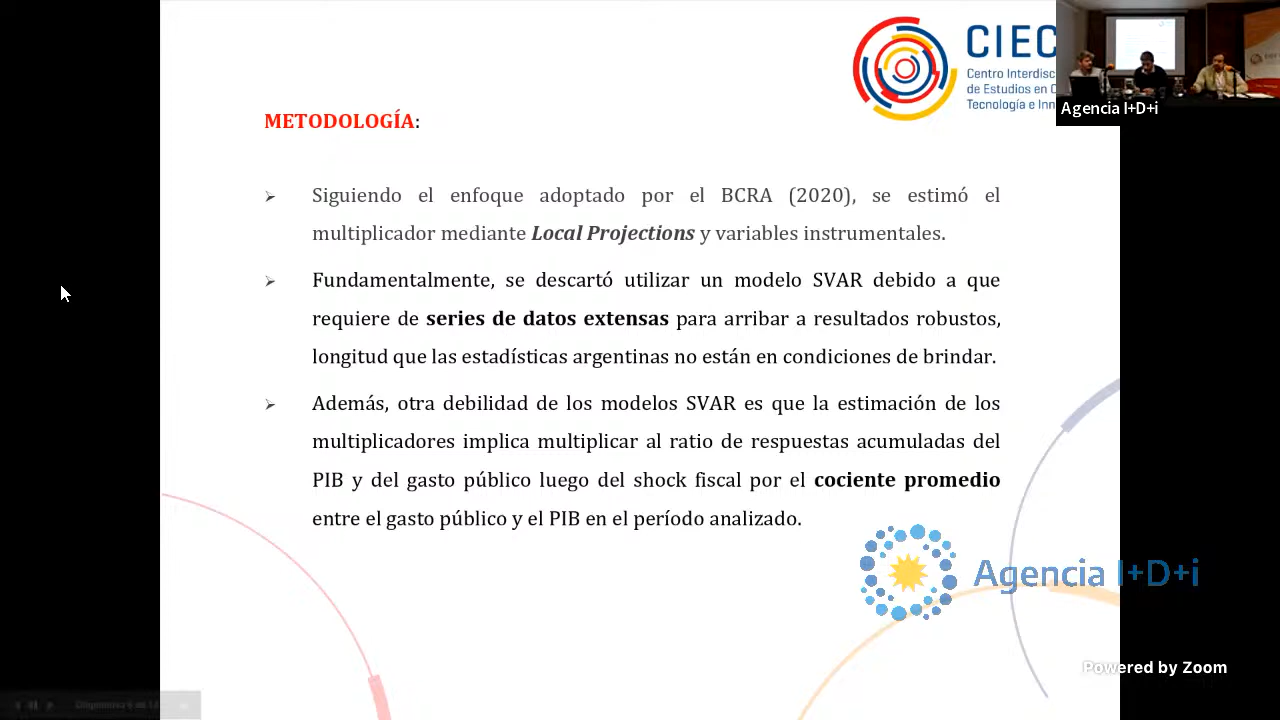 CIEC
Centro Interdisc
de Estudios en C
Tecnología e Inn
Agencia I+D+i
METODOLOGÍA:
Siguiendo el enfoque adoptado por el BCRA (2020), se estimó el
multiplicador mediante Local Projections y variables instrumentales.
Fundamentalmente, se descartó utilizar un modelo SVAR debido a que
requiere de series de datos extensas para arribar a resultados robustos,
longitud que las estadísticas argentinas no están en condiciones de brindar.
Además, otra debilidad de los modelos SVAR es que la estimación de los
multiplicadores implica multiplicar al ratio de respuestas acumuladas del
PIB y del gasto público luego del shock fiscal por el cociente promedio
entre el gasto público y el PIB en el período analizado.
Agencia I+D+i
Powered by Zoom